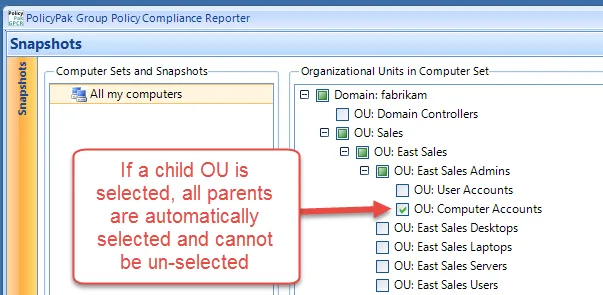 PolicyPak Group Policy Compliance Reporter
PolicyPak
GPCR
Snapshots
Snapshots
Computer Sets and Snapshots
All my computers
Organizational Units in Computer Set
Domain: fabrikam
OU: Domain Controllers
OU: Sales
OU: East Sales
OU: East Sales Admins
OU: User Accounts
OU: Computer Accounts
OU: East Sales Desktops
OU: East Sales Laptops
OU: East Sales Servers
OU: East Sales Users
If a child OU is
selected, all parents
are automatically
selected and cannot
be un-selected